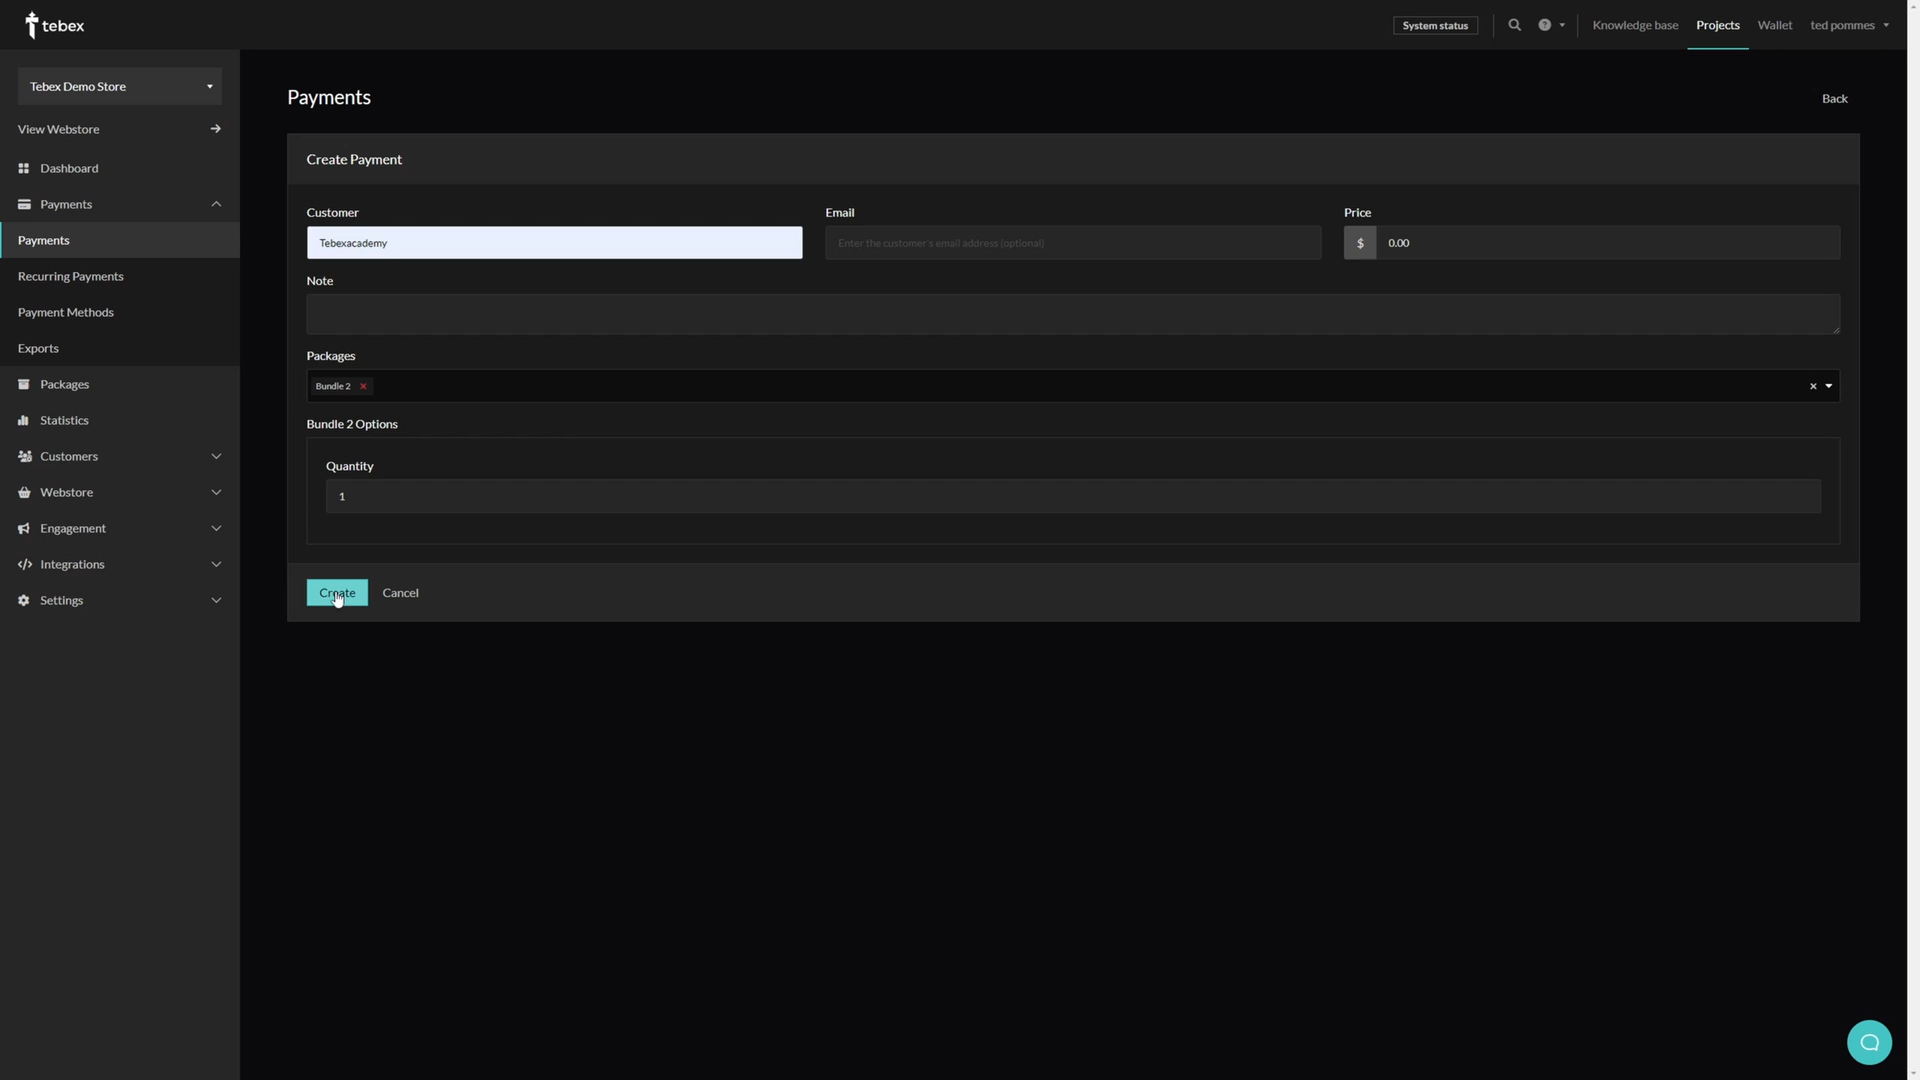 tebex
System status
Knowledge base
Projects
Wallet
ted pommes
Tebex Demo Store
View Webstore
Dashboard
Payments
Payments
Recurring Payments
Payment Methods
Exports
Packages
Statistics
Customers
Webstore
Engagement
Integrations
Settings
Payments
Back
Create Payment
Customer
Email
Price
Tebexacademy
Enter the customer's email address (optional)
$ 0.00
Note
Packages
Bundle 2 ×
Bundle 2 Options
Quantity
1
Create
Cancel